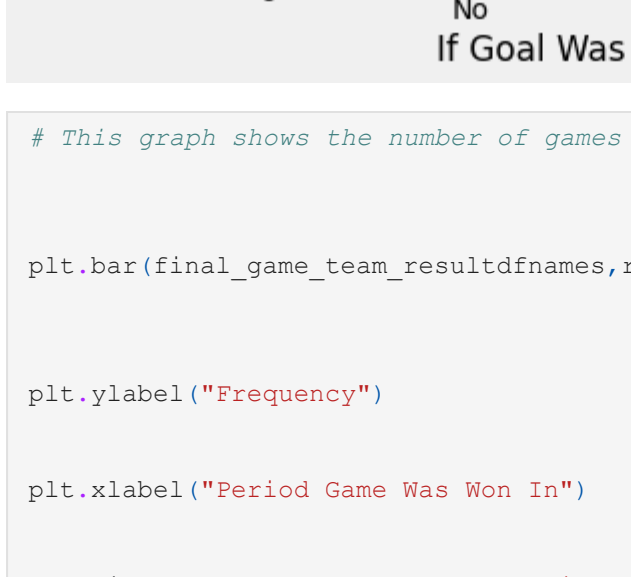 No
If Goal Was
# This graph shows the number of games
plt.bar(final_game_team_resultdfnames,r
plt.ylabel("Frequency")
plt.xlabel("Period Game Was Won In")